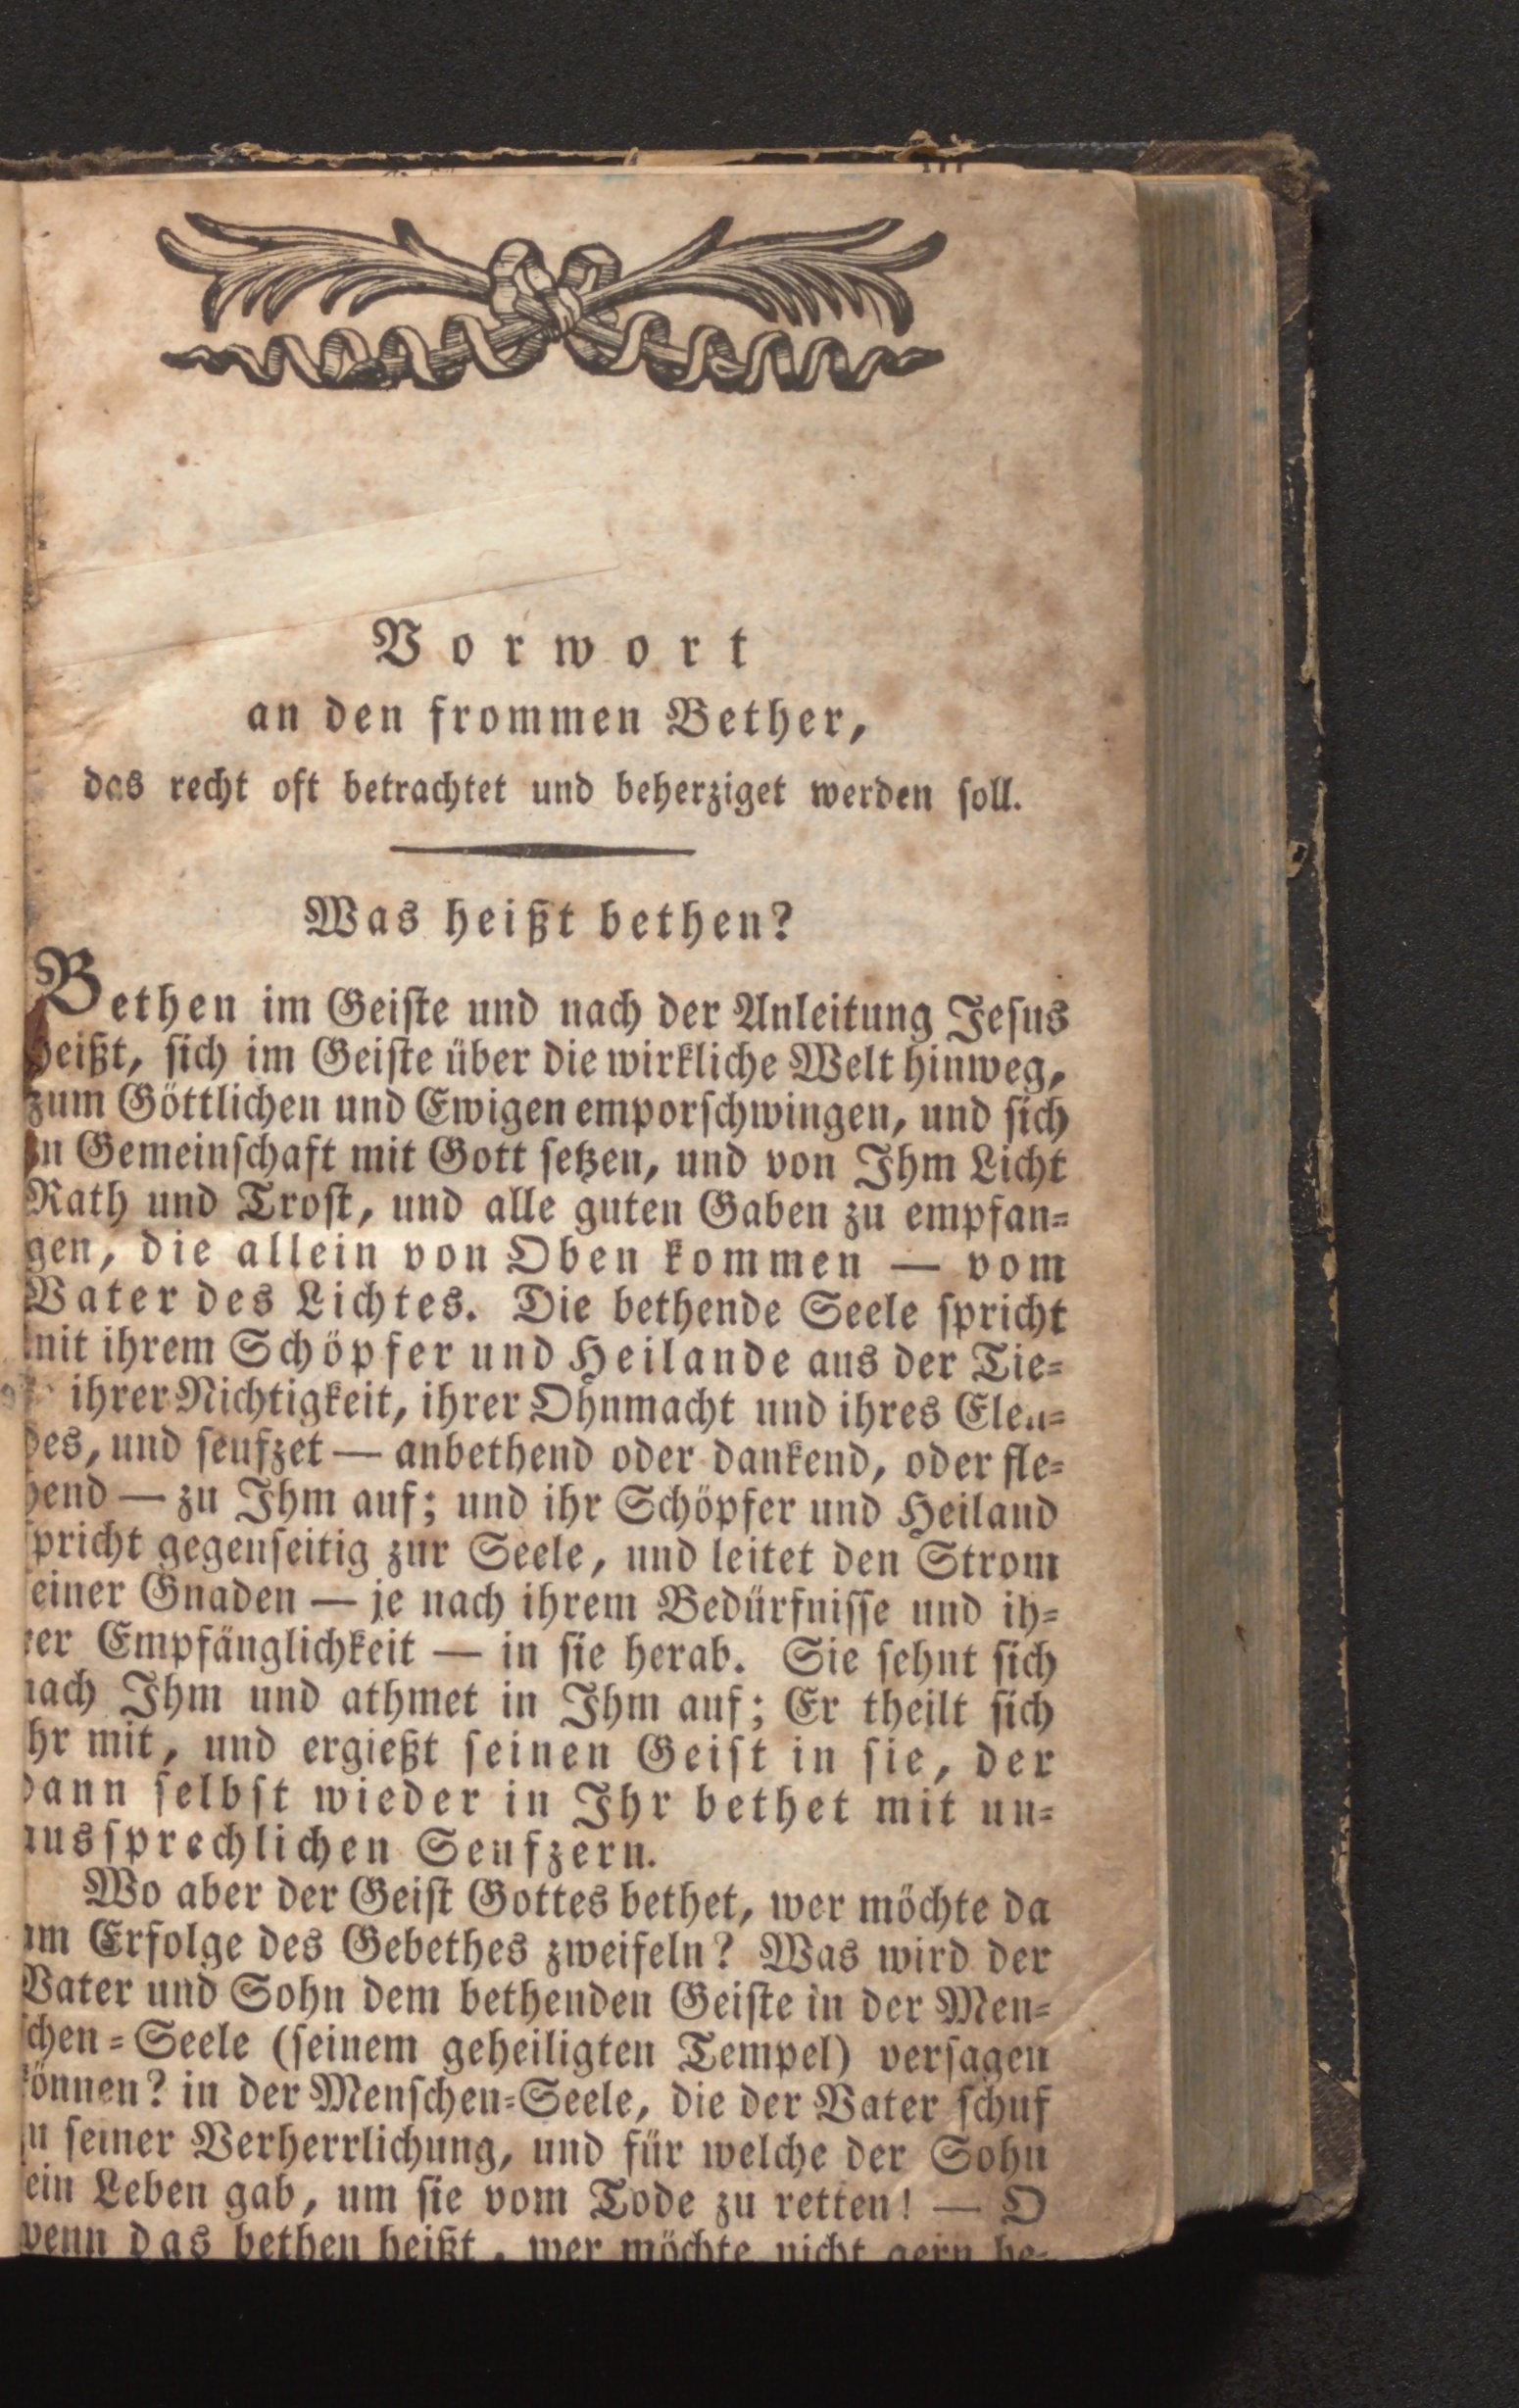 Vorwort
an den frommen Bether,
das recht oft betrachtet und beherziget werden soll.
Was heißt bethen?
Bethen im Geiste und nach der Anleitung Jesus
heißt, sich im Geiste über die wirkliche Welt hinweg,
zum Göttlichen und Ewigen emporschwingen, und sich
in Gemeinschaft mit Gott setzen, und von Ihm Licht
Rath und Trost, und alle guten Gaben zu empfan-
gen, die allein von Oben kommen — vom
Vater des Lichtes. Die bethende Seele spricht
mit ihrem Schöpfer und Heilande aus der Tie-
ihrer Nichtigkeit, ihrer Ohnmacht und ihres Elen-
des, und seufzet — anbethend oder dankend, oder fle-
hend — zu Ihm auf; und ihr Schöpfer und Heiland
spricht gegenseitig zur Seele, und leitet den Strom
einer Gnaden — je nach ihrem Bedürfnisse und ih-
rer Empfänglichkeit — in sie herab. Sie sehnt sich
nach Ihm und athmet in Ihm auf; Er theilt sich
hr mit, und ergießt seinen Geist in sie, der
dann selbst wieder in Ihr bethet mit un-
aussprechlichen Seufzern.
Wo aber der Geist Gottes bethet, wer möchte da
am Erfolge des Gebethes zweifeln? Was wird der
Vater und Sohn dem bethenden Geiste in der Men-
schen-Seele (seinem geheiligten Tempel) versagen
können? in der Menschen-Seele, die der Vater schuf
zu seiner Verherrlichung, und für welche der Sohn
sein Leben gab, um sie vom Tode zu retten! — O
wenn das bethen heißt, wer möchte nicht gern be-